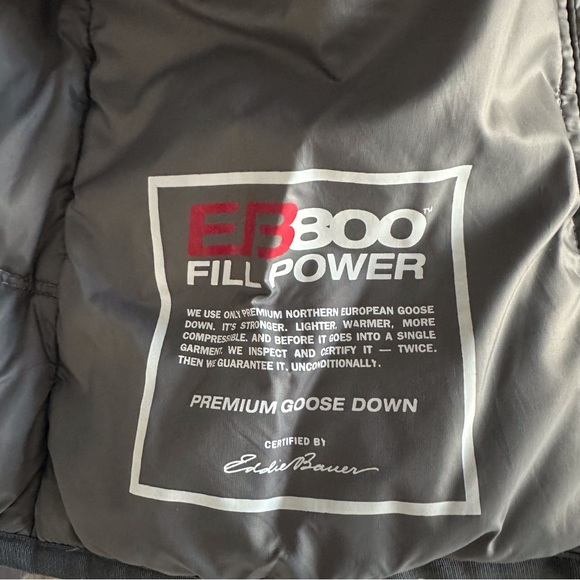 EB800™
FILL POWER
WE USE ONLY PREMIUM NORTHERN EUROPEAN GOOSE
DOWN. IT'S STRONGER. LIGHTER. WARMER, MORE
COMPRESSIBLE. AND BEFORE IT GOES INTO A SINGLE
GARMENT, WE INSPECT AND CERTIFY IT — TWICE.
THEN WE GUARANTEE IT. UNCONDITIONALLY.
PREMIUM GOOSE DOWN
CERTIFIED BY
Eddie Bauer